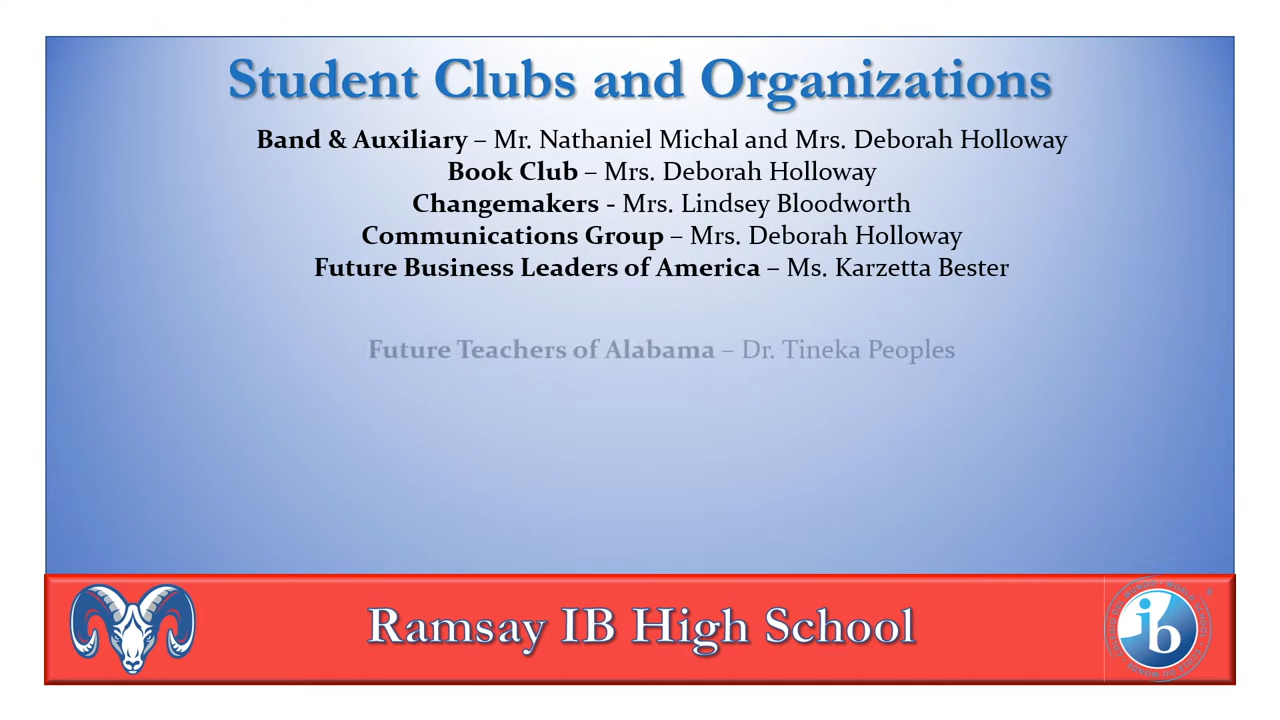 Student Clubs and Organizations
Band & Auxiliary – Mr. Nathaniel Michal and Mrs. Deborah Holloway
Book Club – Mrs. Deborah Holloway
Changemakers - Mrs. Lindsey Bloodworth
Communications Group – Mrs. Deborah Holloway
Future Business Leaders of America – Ms. Karzetta Bester
Future Teachers of Alabama – Dr. Tineka Peoples
Ramsay IB High School
ib